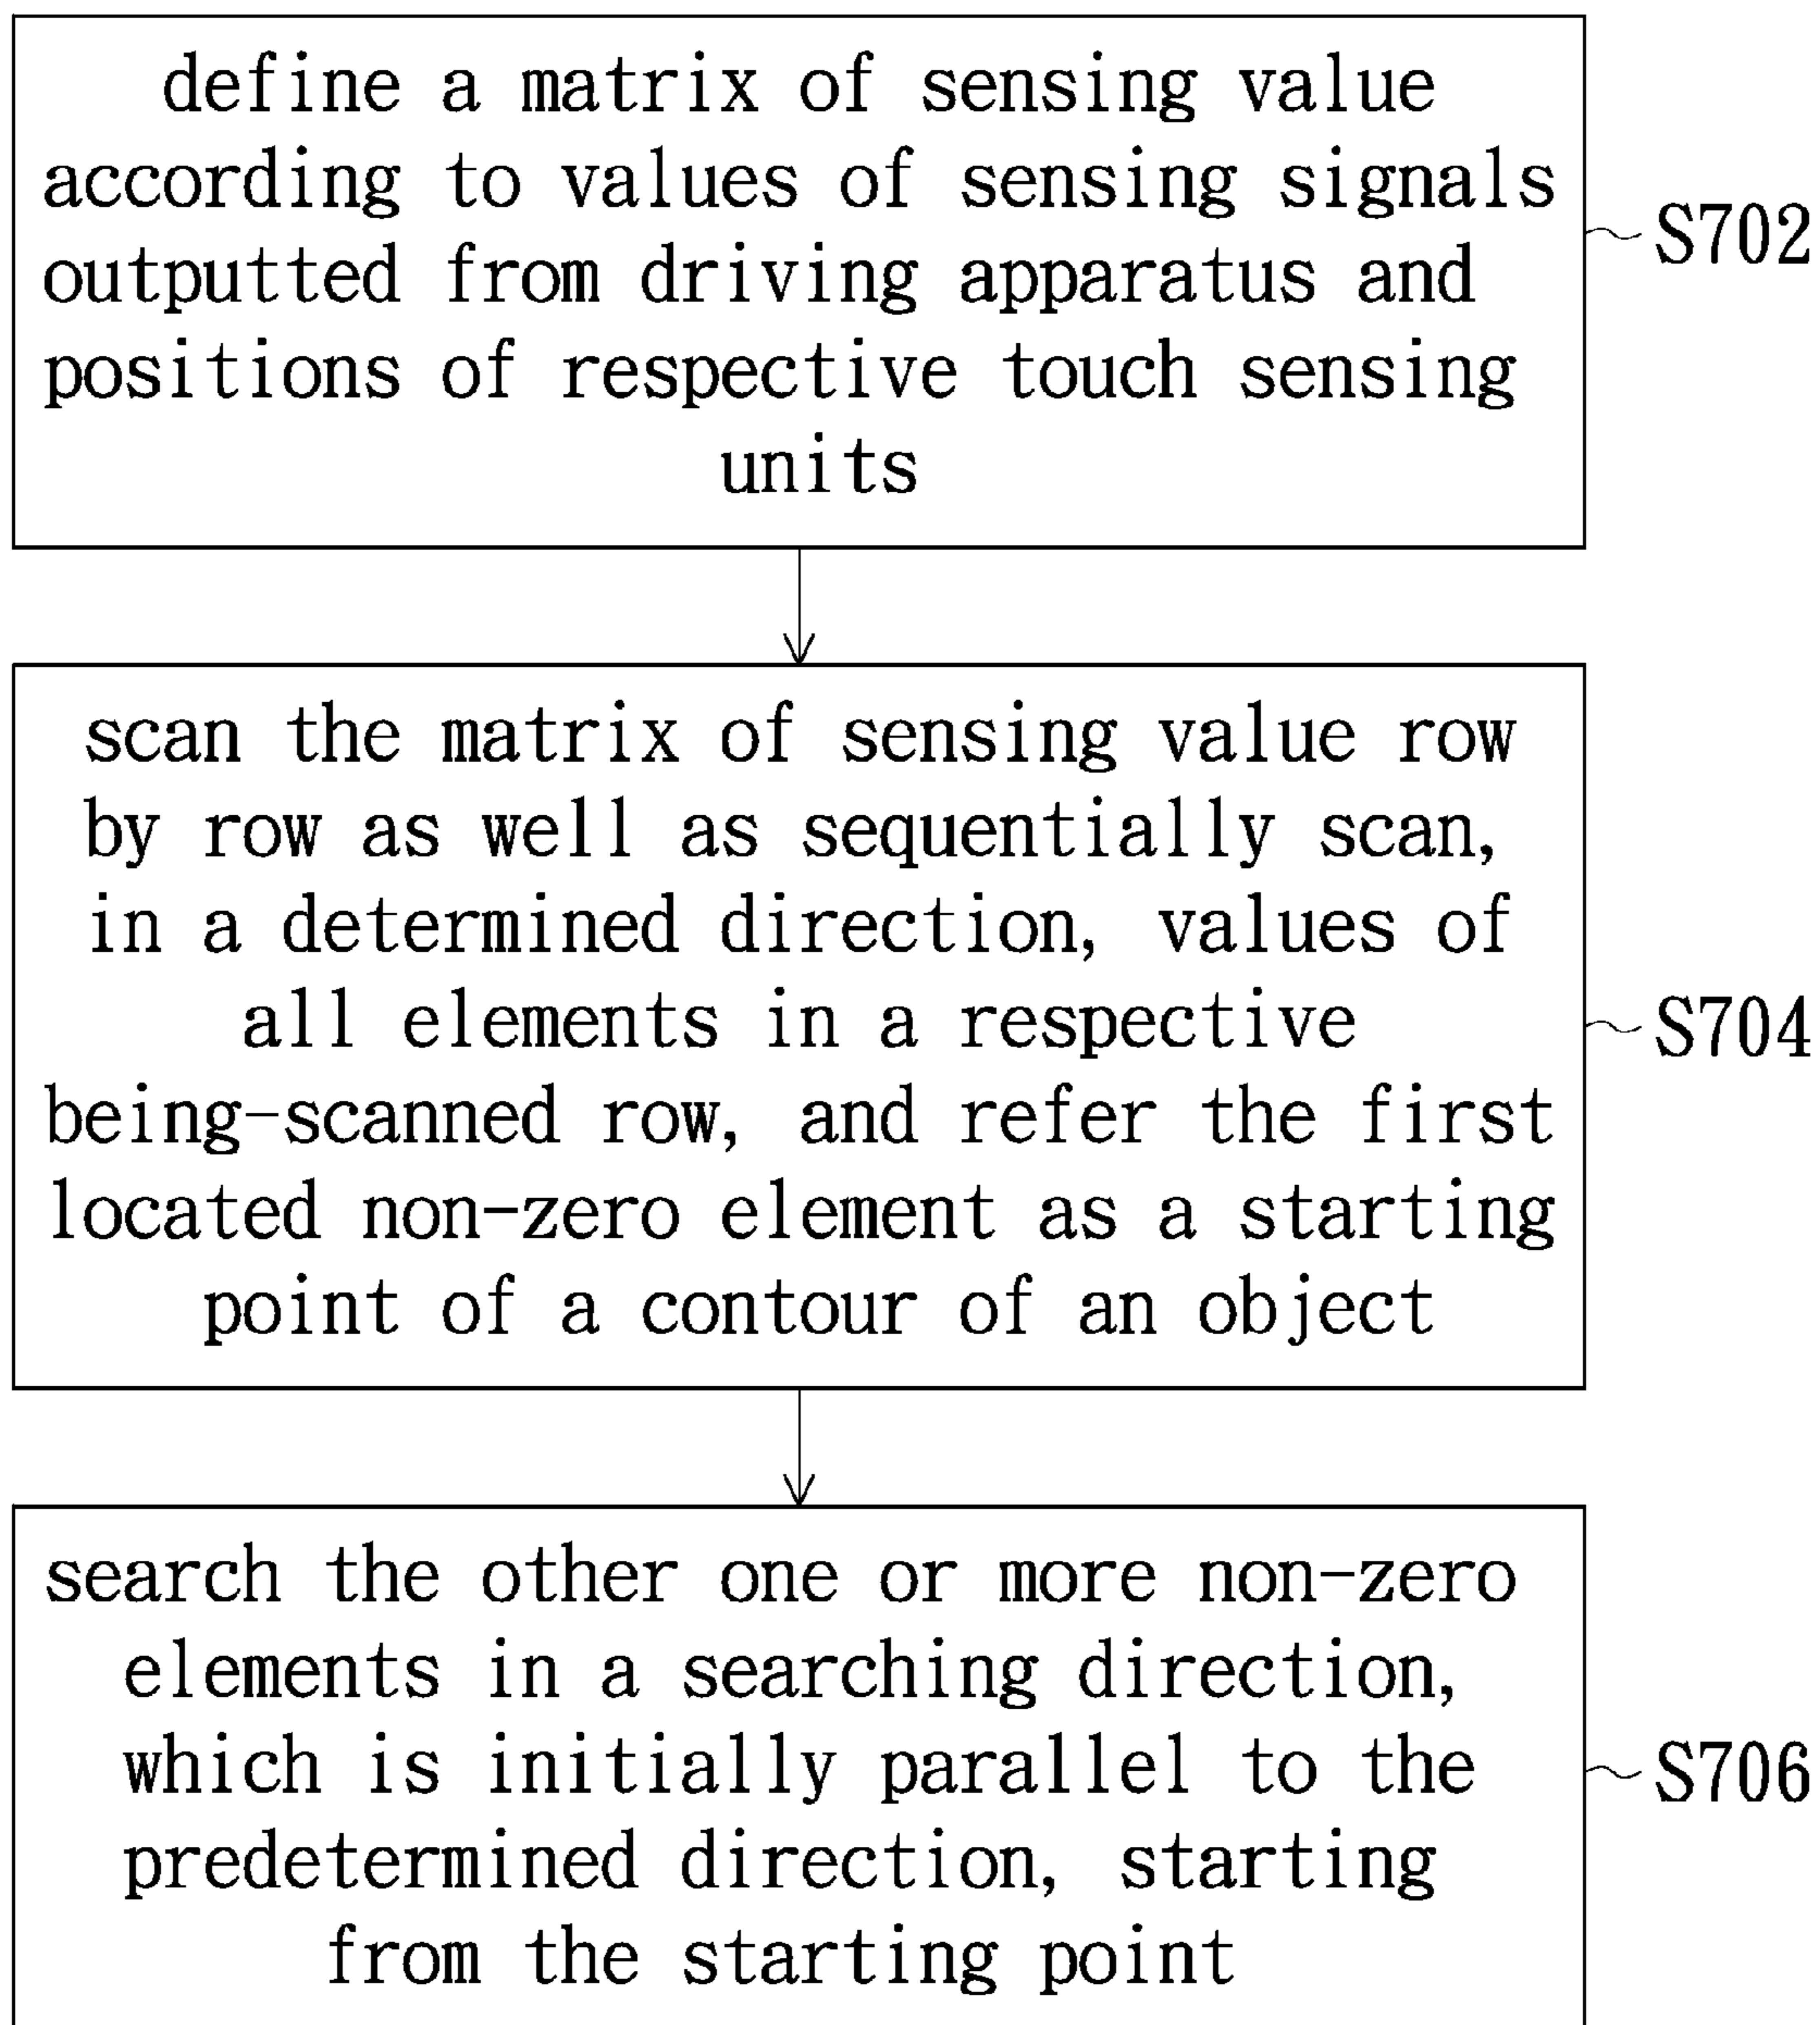 define a matrix of sensing value
according to values of sensing signals
outputted from driving apparatus and
positions of respective touch sensing
units
S702
scan the matrix of sensing value row
by row as well as sequentially scan,
in a determined direction, values of
all elements in a respective
being-scanned row, and refer the first
located non-zero element as a starting
point of a contour of an object
S704
search the other one or more non-zero
elements in a searching direction,
which is initially parallel to the
predetermined direction, starting
from the starting point
S706